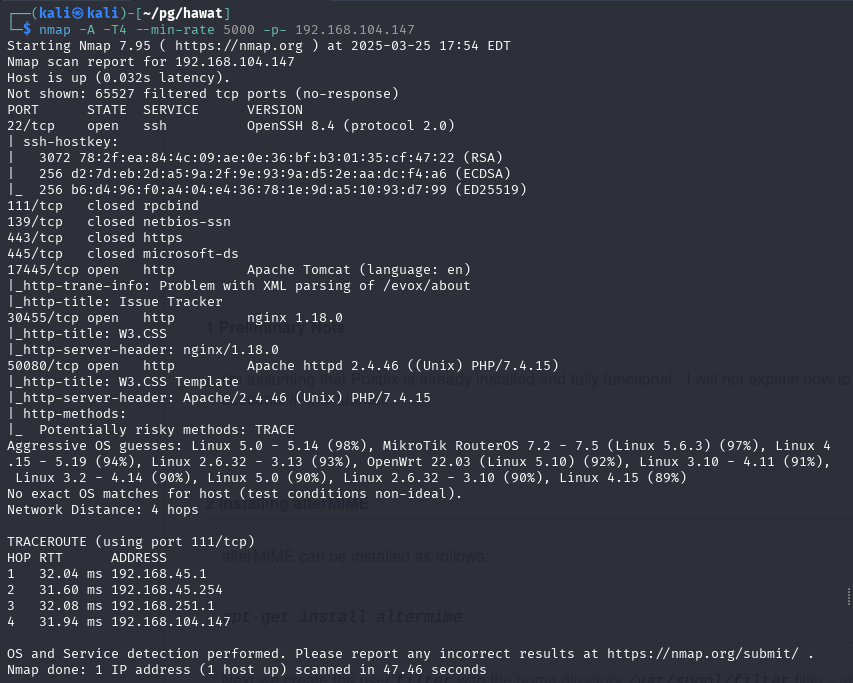 ┌──(kali㉿kali)-[~/pg/hawat]
└─$ nmap -A -T4 --min-rate 5000 -p- 192.168.104.147
Starting Nmap 7.95 ( https://nmap.org ) at 2025-03-25 17:54 EDT
Nmap scan report for 192.168.104.147
Host is up (0.032s latency).
Not shown: 65527 filtered tcp ports (no-response)
PORT      STATE  SERVICE      VERSION
22/tcp    open   ssh          OpenSSH 8.4 (protocol 2.0)
| ssh-hostkey:
|   3072 78:2f:ea:84:4c:09:ae:0e:36:bf:b3:01:35:cf:47:22 (RSA)
|   256 d2:7d:eb:2d:a5:9a:2f:9e:93:9a:d5:2e:aa:dc:f4:a6 (ECDSA)
|_  256 b6:d4:96:f0:a4:04:e4:36:78:1e:9d:a5:10:93:d7:99 (ED25519)
111/tcp   closed rpcbind
139/tcp   closed netbios-ssn
443/tcp   closed https
445/tcp   closed microsoft-ds
17445/tcp open   http         Apache Tomcat (language: en)
|_http-trane-info: Problem with XML parsing of /evox/about
|_http-title: Issue Tracker
30455/tcp open   http         nginx 1.18.0
1 Preliminary Note
|_http-title: W3.CSS
|_http-server-header: nginx/1.18.0
50080/tcp open   http         Apache httpd 2.4.46 ((Unix) PHP/7.4.15)
|_http-title: W3.CSS Template
assuming that Postfix is already installed and fully functional - I will not explain how to
|_http-server-header: Apache/2.4.46 (Unix) PHP/7.4.15
| http-methods:
|_  Potentially risky methods: TRACE
Aggressive OS guesses: Linux 5.0 - 5.14 (98%), MikroTik RouterOS 7.2 - 7.5 (Linux 5.6.3) (97%), Linux 4
.15 - 5.19 (94%), Linux 2.6.32 - 3.13 (93%), OpenWrt 22.03 (Linux 5.10) (92%), Linux 3.10 - 4.11 (91%),
 Linux 3.2 - 4.14 (90%), Linux 5.0 (90%), Linux 2.6.32 - 3.10 (90%), Linux 4.15 (89%)
No exact OS matches for host (test conditions non-ideal).
2 Installing alterMIME
Network Distance: 4 hops
TRACEROUTE (using port 111/tcp)
HOP RTT      ADDRESS
alterMIME can be installed as follows:
1   32.04 ms 192.168.45.1
2   31.60 ms 192.168.45.254
3   32.08 ms 192.168.251.1
apt-get install altermime
4   31.94 ms 192.168.104.147
OS and Service detection performed. Please report any incorrect results at https://nmap.org/submit/ .
Nmap done: 1 IP address (1 host up) scanned in 47.46 seconds